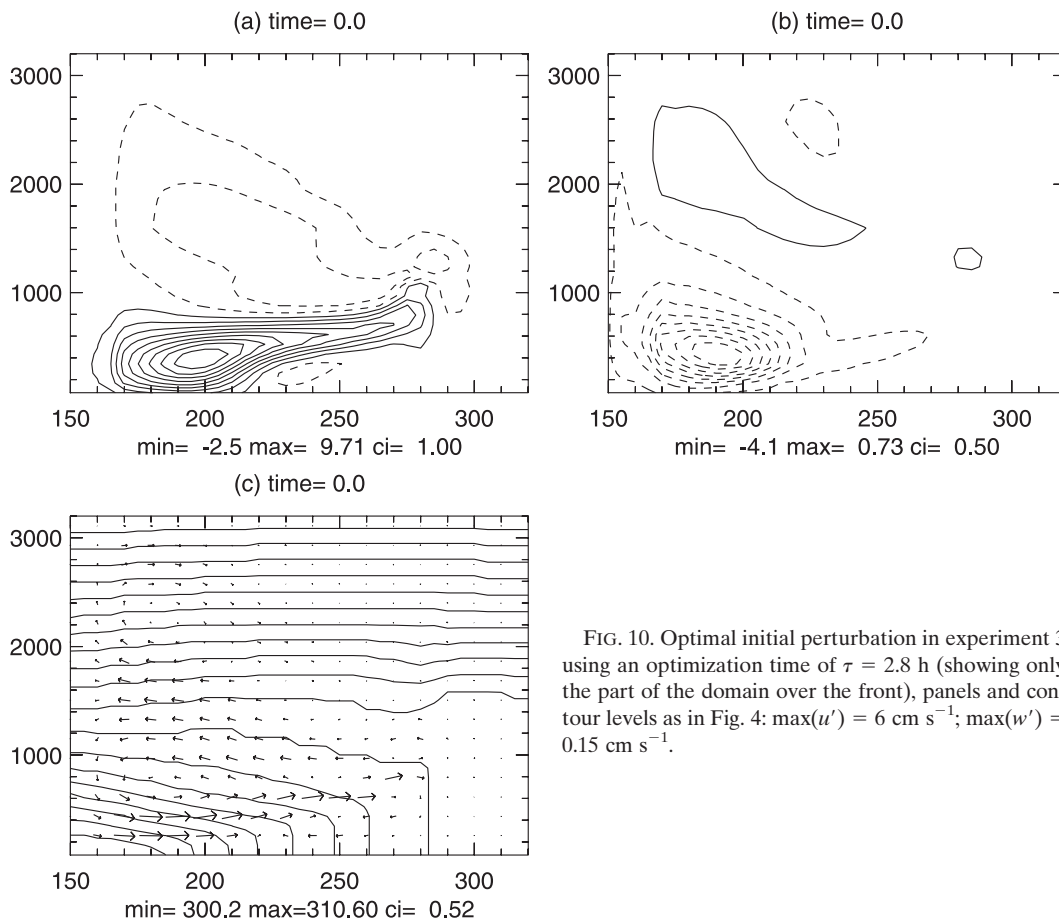 (a) time= 0.0
3000
2000
1000
150 200 250 300
min= -2.5 max= 9.71 ci= 1.00
(b) time= 0.0
3000
2000
1000
150 200 250 300
min= -4.1 max= 0.73 ci= 0.50
(c) time= 0.0
3000
2000
1000
150 200 250 300
min= 300.2 max=310.60 ci= 0.52
FIG. 10. Optimal initial perturbation in experiment 3
using an optimization time of τ = 2.8 h (showing only
the part of the domain over the front), panels and con-
tour levels as in Fig. 4: max(u′) = 6 cm s⁻¹; max(w′) =
0.15 cm s⁻¹.